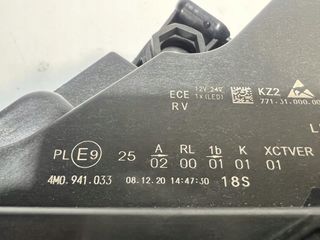 ECE 12V 24V
1x(LED)
RV
KZ2
771.31.000.00
L
PL E9 25 A RL 1b K XCTVER
02 00 01 01 01
4M0.941.033 08.12.20 14:47:30 18S